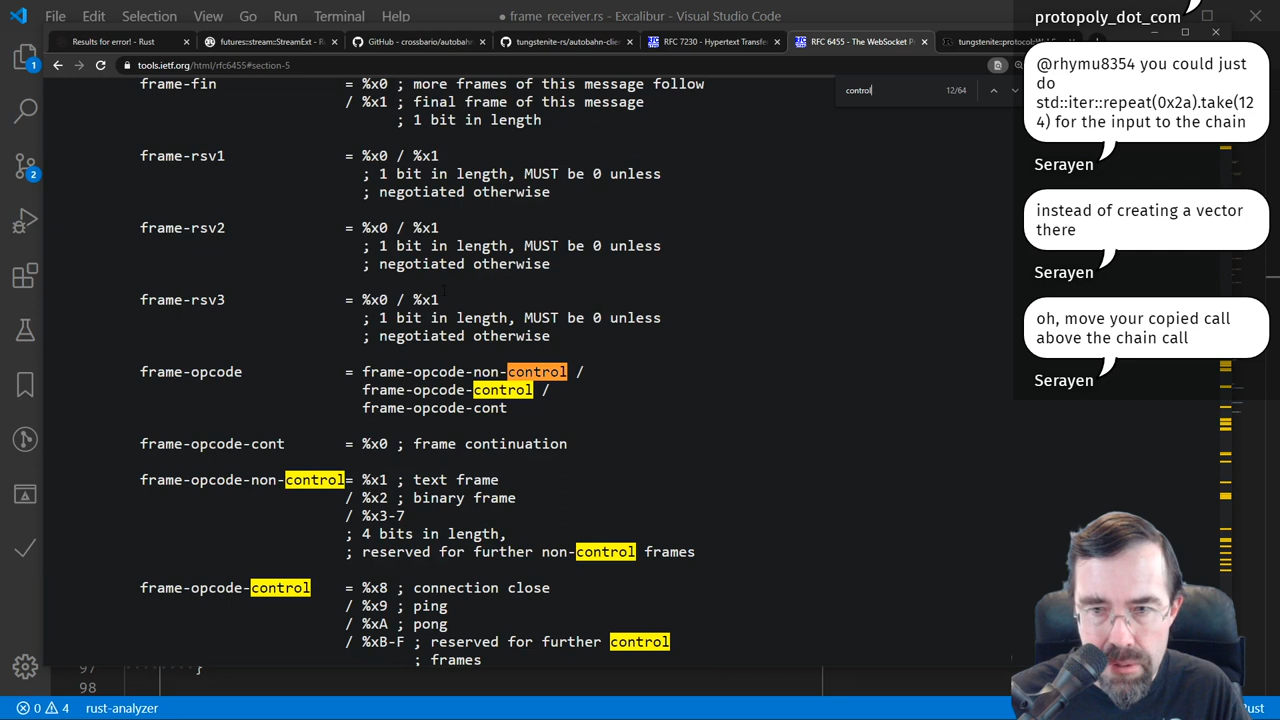 File Edit Selection View Go Run Terminal Help
● frame_receiver.rs - Excalibur - Visual Studio Code
Results for error! - Rust
futures::stream::StreamExt -
GitHub - crossbario/autobahn
tungstenite-rs/autobahn-clie
RFC 7230 - Hypertext Transfer
RFC 6455 - The WebSocket P
tungstenite::protocol::
tools.ietf.org/html/rfc6455#section-5
control 12/64
frame-fin = %x0 ; more frames of this message follow
/ %x1 ; final frame of this message
; 1 bit in length
frame-rsv1 = %x0 / %x1
; 1 bit in length, MUST be 0 unless
; negotiated otherwise
frame-rsv2 = %x0 / %x1
; 1 bit in length, MUST be 0 unless
; negotiated otherwise
frame-rsv3 = %x0 / %x1
; 1 bit in length, MUST be 0 unless
; negotiated otherwise
frame-opcode = frame-opcode-non-control /
frame-opcode-control /
frame-opcode-cont
frame-opcode-cont = %x0 ; frame continuation
frame-opcode-non-control= %x1 ; text frame
/ %x2 ; binary frame
/ %x3-7
; 4 bits in length,
; reserved for further non-control frames
frame-opcode-control = %x8 ; connection close
/ %x9 ; ping
/ %xA ; pong
/ %xB-F ; reserved for further control
; frames
97 }
98
1
2
0 4 rust-analyzer
Rust
protopoly_dot_com
@rhymu8354 you could just
do
std::iter::repeat(0x2a).take(12
4) for the input to the chain
Serayen
instead of creating a vector
there
Serayen
oh, move your copied call
above the chain call
Serayen